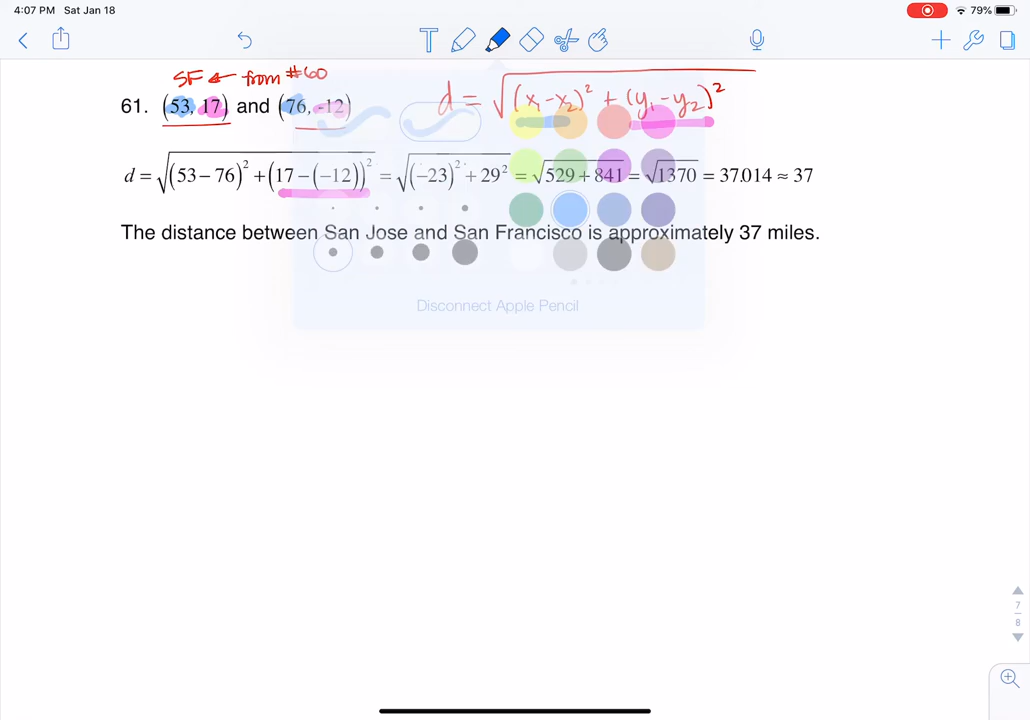 4:07 PM Sat Jan 18 79%
T
SF ← from #60
61. (53, 17) and (76, -12) d = √(x₁ - x₂)² + (y₁ - y₂)²
d = √(53 − 76)² + (17 − (−12))² = √(−23)² + 29² = √529 + 841 = √1370 = 37.014 ≈ 37
The distance between San Jose and San Francisco is approximately 37 miles.
Disconnect Apple Pencil
7
8